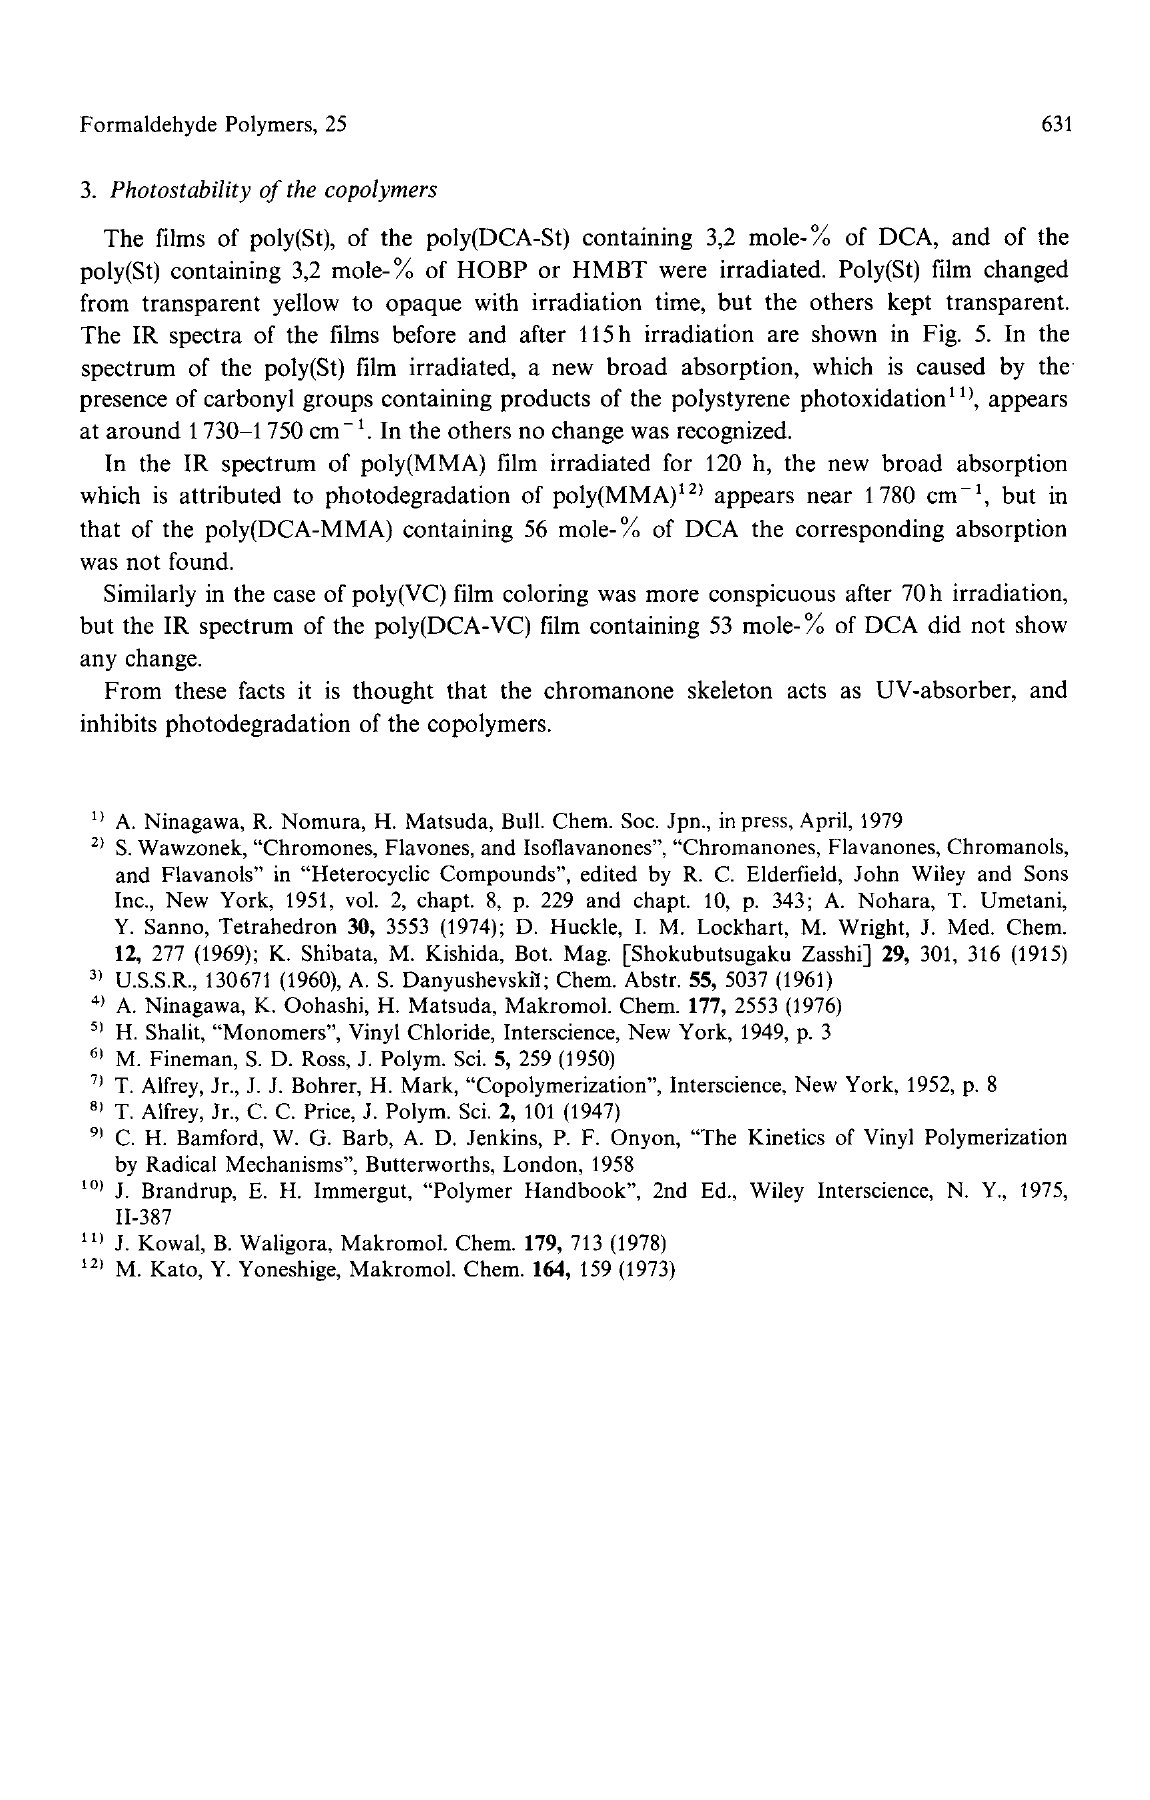 Formaldehyde Polymers, 25 631
3. Photostability of the copolymers
The films of poly(St), of the poly(DCA-St) containing 3,2 mole-% of DCA, and of the
poly(St) containing 3,2 mole-% of HOBP or HMBT were irradiated. Poly(St) film changed
from transparent yellow to opaque with irradiation time, but the others kept transparent.
The IR spectra of the films before and after 115h irradiation are shown in Fig. 5. In the
spectrum of the poly(St) film irradiated, a new broad absorption, which is caused by the
presence of carbonyl groups containing products of the polystyrene photoxidation¹¹⁾, appears
at around 1 730–1 750 cm⁻¹. In the others no change was recognized.
In the IR spectrum of poly(MMA) film irradiated for 120 h, the new broad absorption
which is attributed to photodegradation of poly(MMA)¹²⁾ appears near 1 780 cm⁻¹, but in
that of the poly(DCA-MMA) containing 56 mole-% of DCA the corresponding absorption
was not found.
Similarly in the case of poly(VC) film coloring was more conspicuous after 70 h irradiation,
but the IR spectrum of the poly(DCA-VC) film containing 53 mole-% of DCA did not show
any change.
From these facts it is thought that the chromanone skeleton acts as UV-absorber, and
inhibits photodegradation of the copolymers.
¹⁾ A. Ninagawa, R. Nomura, H. Matsuda, Bull. Chem. Soc. Jpn., in press, April, 1979
²⁾ S. Wawzonek, “Chromones, Flavones, and Isoflavanones”, “Chromanones, Flavanones, Chromanols,
and Flavanols” in “Heterocyclic Compounds”, edited by R. C. Elderfield, John Wiley and Sons
Inc., New York, 1951, vol. 2, chapt. 8, p. 229 and chapt. 10, p. 343; A. Nohara, T. Umetani,
Y. Sanno, Tetrahedron 30, 3553 (1974); D. Huckle, I. M. Lockhart, M. Wright, J. Med. Chem.
12, 277 (1969); K. Shibata, M. Kishida, Bot. Mag. [Shokubutsugaku Zasshi] 29, 301, 316 (1915)
³⁾ U.S.S.R., 130671 (1960), A. S. Danyushevskiĭ; Chem. Abstr. 55, 5037 (1961)
⁴⁾ A. Ninagawa, K. Oohashi, H. Matsuda, Makromol. Chem. 177, 2553 (1976)
⁵⁾ H. Shalit, “Monomers”, Vinyl Chloride, Interscience, New York, 1949, p. 3
⁶⁾ M. Fineman, S. D. Ross, J. Polym. Sci. 5, 259 (1950)
⁷⁾ T. Alfrey, Jr., J. J. Bohrer, H. Mark, “Copolymerization”, Interscience, New York, 1952, p. 8
⁸⁾ T. Alfrey, Jr., C. C. Price, J. Polym. Sci. 2, 101 (1947)
⁹⁾ C. H. Bamford, W. G. Barb, A. D. Jenkins, P. F. Onyon, “The Kinetics of Vinyl Polymerization
by Radical Mechanisms”, Butterworths, London, 1958
¹⁰⁾ J. Brandrup, E. H. Immergut, “Polymer Handbook”, 2nd Ed., Wiley Interscience, N. Y., 1975,
II-387
¹¹⁾ J. Kowal, B. Waligora, Makromol. Chem. 179, 713 (1978)
¹²⁾ M. Kato, Y. Yoneshige, Makromol. Chem. 164, 159 (1973)